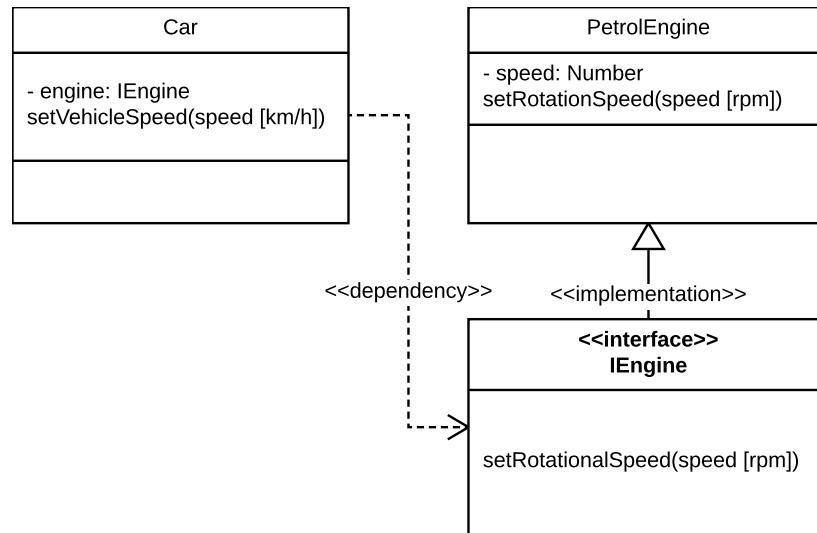 Car
- engine: IEngine
setVehicleSpeed(speed [km/h])
PetrolEngine
- speed: Number
setRotationSpeed(speed [rpm])
<<dependency>>
<<implementation>>
<<interface>>
IEngine
setRotationalSpeed(speed [rpm])